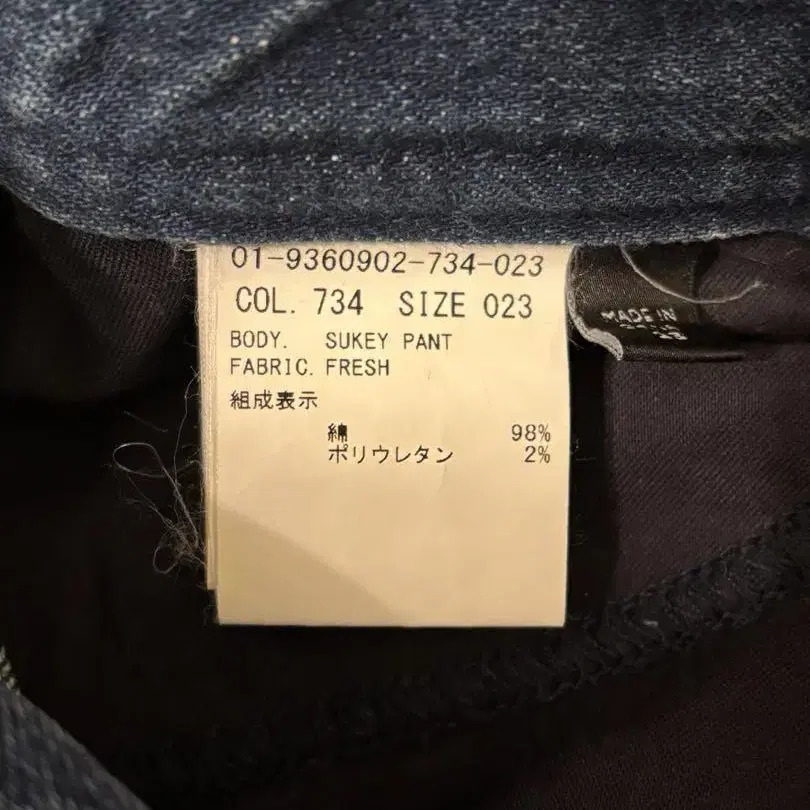 01-9360902-734-023
COL. 734 SIZE 023
BODY. SUKEY PANT
FABRIC. FRESH
組成表示
綿 98%
ポリウレタン 2%
MADE IN